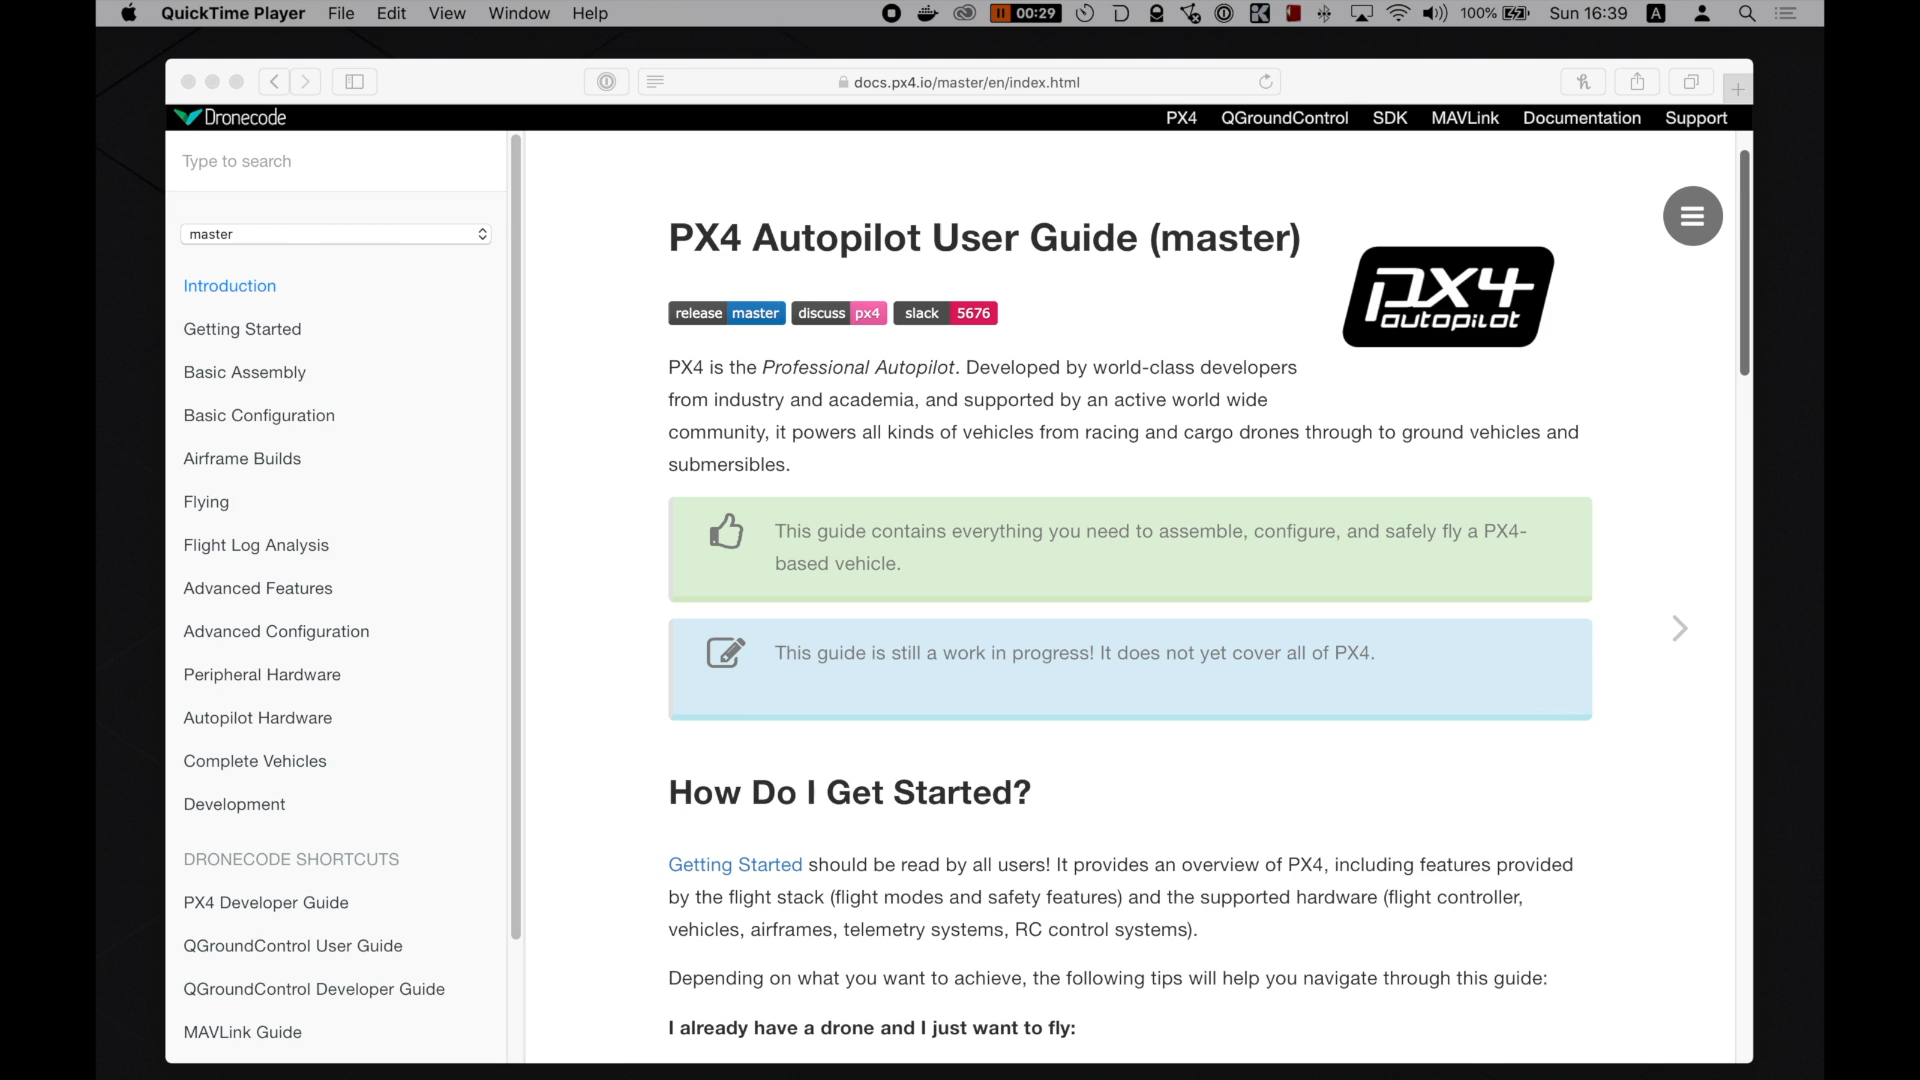 QuickTime Player File Edit View Window Help 00:29 100% Sun 16:39 A
docs.px4.io/master/en/index.html
Dronecode PX4 QGroundControl SDK MAVLink Documentation Support
Type to search
master
Introduction
Getting Started
Basic Assembly
Basic Configuration
Airframe Builds
Flying
Flight Log Analysis
Advanced Features
Advanced Configuration
Peripheral Hardware
Autopilot Hardware
Complete Vehicles
Development
DRONECODE SHORTCUTS
PX4 Developer Guide
QGroundControl User Guide
QGroundControl Developer Guide
MAVLink Guide
PX4 Autopilot User Guide (master)
px4
autopilot
release master discuss px4 slack 5676
PX4 is the Professional Autopilot. Developed by world-class developers
from industry and academia, and supported by an active world wide
community, it powers all kinds of vehicles from racing and cargo drones through to ground vehicles and
submersibles.
This guide contains everything you need to assemble, configure, and safely fly a PX4-
based vehicle.
This guide is still a work in progress! It does not yet cover all of PX4.
How Do I Get Started?
Getting Started should be read by all users! It provides an overview of PX4, including features provided
by the flight stack (flight modes and safety features) and the supported hardware (flight controller,
vehicles, airframes, telemetry systems, RC control systems).
Depending on what you want to achieve, the following tips will help you navigate through this guide:
I already have a drone and I just want to fly: